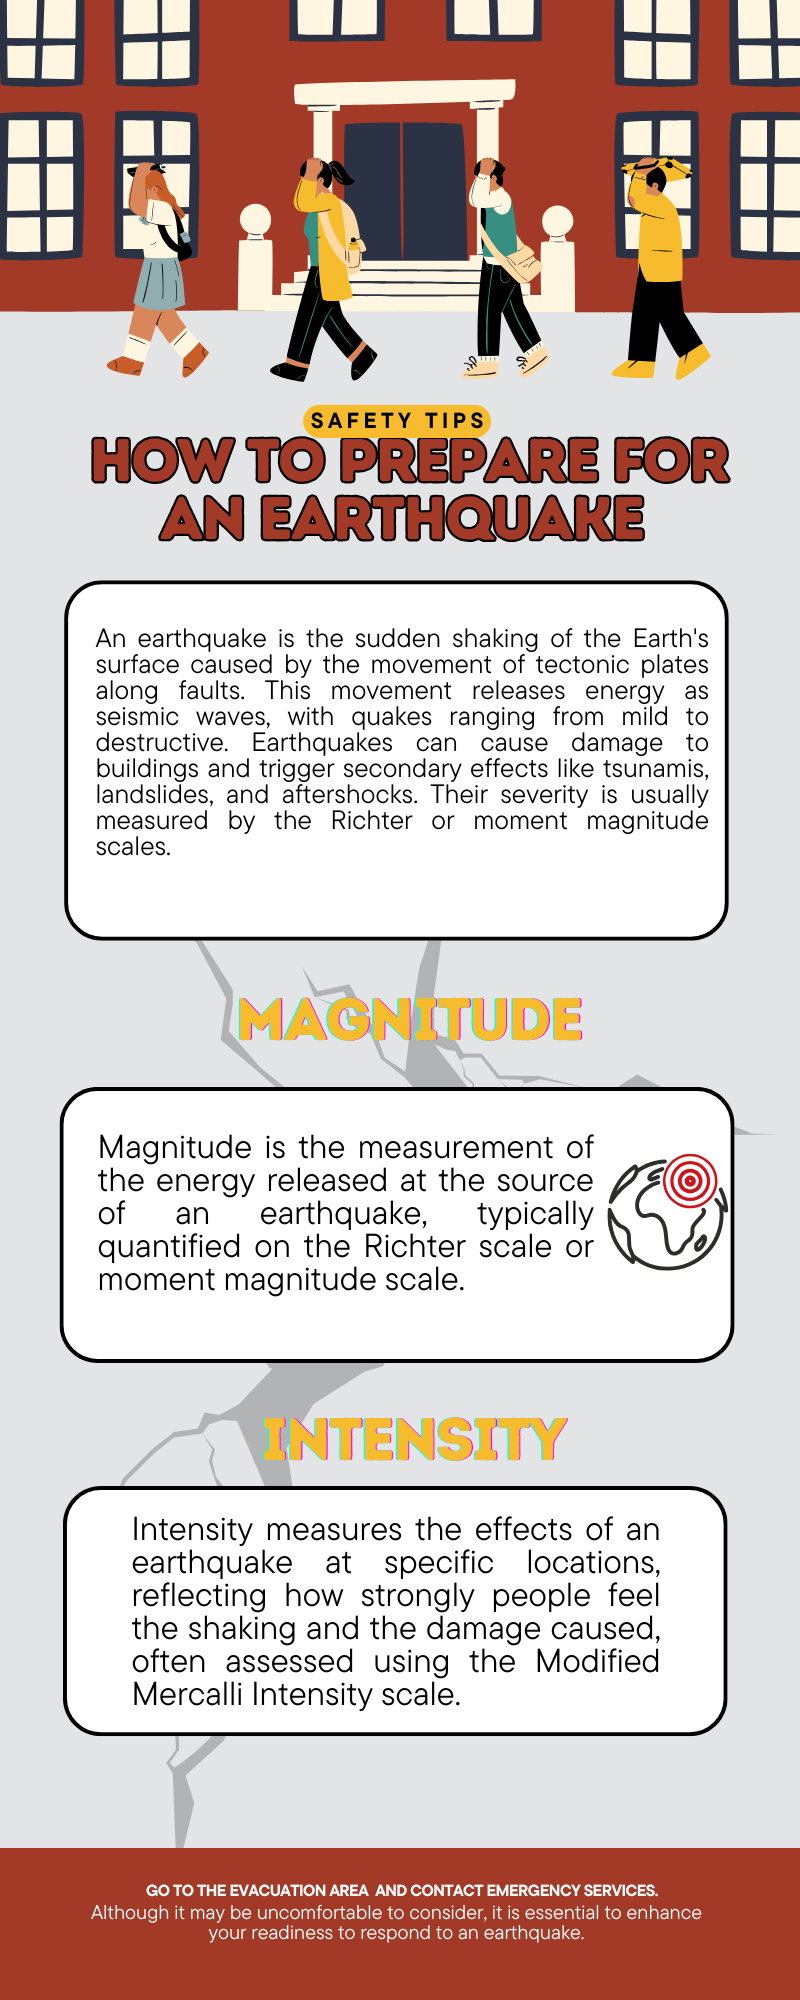 SAFETY TIPS
HOW TO PREPARE FOR
AN EARTHQUAKE
An earthquake is the sudden shaking of the Earth's
surface caused by the movement of tectonic plates
along faults. This movement releases energy as
seismic waves, with quakes ranging from mild to
destructive. Earthquakes can cause damage to
buildings and trigger secondary effects like tsunamis,
landslides, and aftershocks. Their severity is usually
measured by the Richter or moment magnitude
scales.
MAGNITUDE
Magnitude is the measurement of
the energy released at the source
of an earthquake, typically
quantified on the Richter scale or
moment magnitude scale.
INTENSITY
Intensity measures the effects of an
earthquake at specific locations,
reflecting how strongly people feel
the shaking and the damage caused,
often assessed using the Modified
Mercalli Intensity scale.
GO TO THE EVACUATION AREA AND CONTACT EMERGENCY SERVICES.
Although it may be uncomfortable to consider, it is essential to enhance
your readiness to respond to an earthquake.